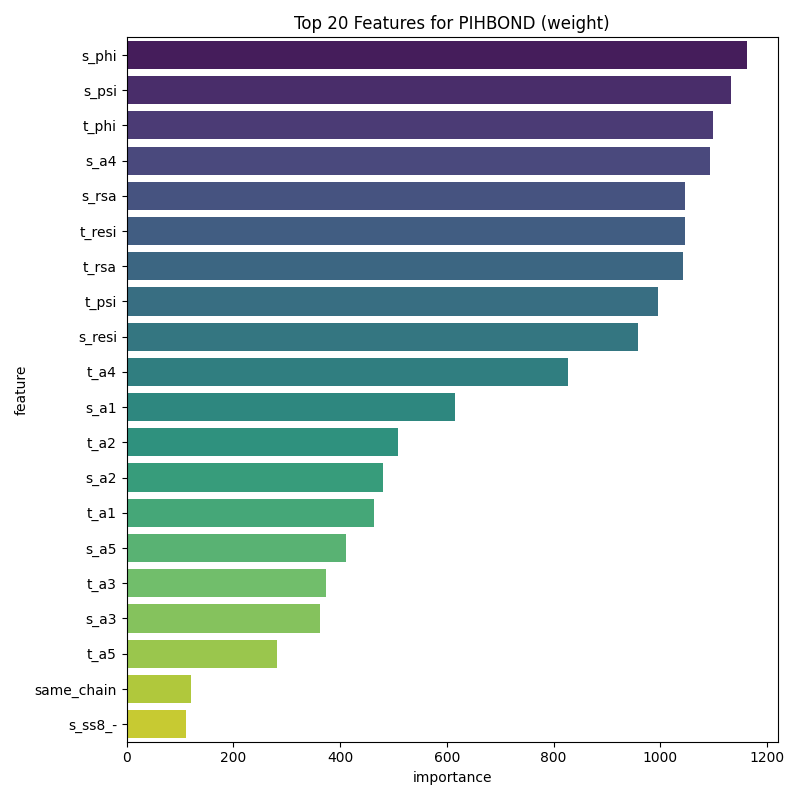 Top 20 Features for PIHBOND (weight)
s_phi
s_psi
t_phi
s_a4
s_rsa
t_resi
t_rsa
t_psi
s_resi
t_a4
s_a1
t_a2
s_a2
t_a1
s_a5
t_a3
s_a3
t_a5
same_chain
s_ss8_-
feature
0 200 400 600 800 1000 1200
importance